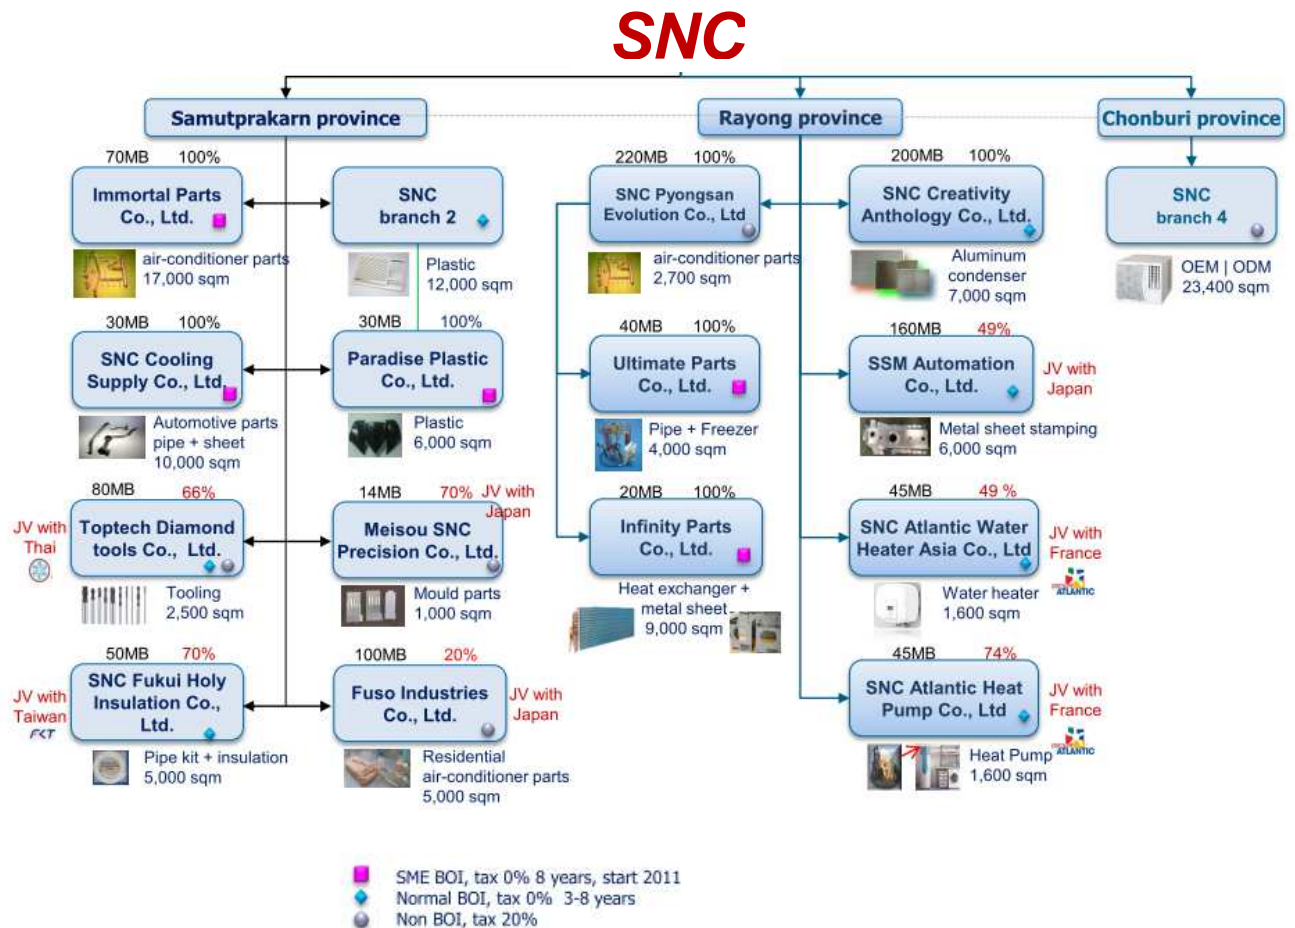 SNC
Samutprakarn province
Rayong province
Chonburi province
70MB 100%
Immortal Parts
Co., Ltd.
air-conditioner parts
17,000 sqm
SNC
branch 2
Plastic
12,000 sqm
30MB 100%
SNC Cooling
Supply Co., Ltd.
Automotive parts
pipe + sheet
10,000 sqm
30MB 100%
Paradise Plastic
Co., Ltd.
Plastic
6,000 sqm
80MB 66%
JV with
Thai
Toptech Diamond
tools Co., Ltd.
Tooling
2,500 sqm
14MB 70%
JV with
Japan
Meisou SNC
Precision Co., Ltd.
Mould parts
1,000 sqm
50MB 70%
JV with
Taiwan
FKT
SNC Fukui Holy
Insulation Co.,
Ltd.
Pipe kit + insulation
5,000 sqm
100MB 20%
Fuso Industries
Co., Ltd.
JV with
Japan
Residential
air-conditioner parts
5,000 sqm
220MB 100%
SNC Pyongsan
Evolution Co., Ltd
air-conditioner parts
2,700 sqm
200MB 100%
SNC Creativity
Anthology Co., Ltd.
Aluminum
condenser
7,000 sqm
40MB 100%
Ultimate Parts
Co., Ltd.
Pipe + Freezer
4,000 sqm
160MB 49%
SSM Automation
Co., Ltd.
JV with
Japan
Metal sheet stamping
6,000 sqm
20MB 100%
Infinity Parts
Co., Ltd.
Heat exchanger +
metal sheet
9,000 sqm
45MB 49 %
SNC Atlantic Water
Heater Asia Co., Ltd
JV with
France
ATLANTIC
Water heater
1,600 sqm
45MB 74%
SNC Atlantic Heat
Pump Co., Ltd
JV with
France
ATLANTIC
Heat Pump
1,600 sqm
SNC
branch 4
OEM | ODM
23,400 sqm
SME BOI, tax 0% 8 years, start 2011
Normal BOI, tax 0% 3-8 years
Non BOI, tax 20%